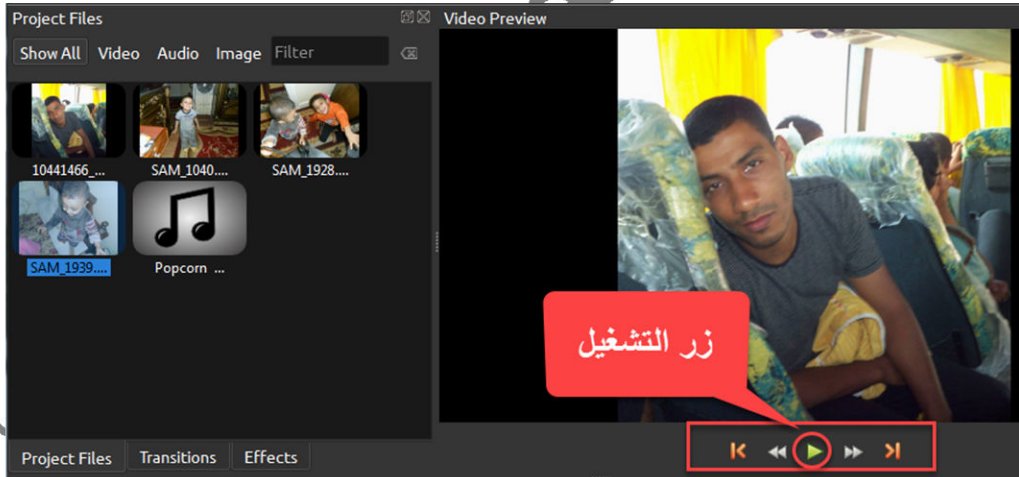 Project Files
Video Preview
Show All Video Audio Image Filter
10441466_...
SAM_1040....
SAM_1928....
SAM_1939....
Popcorn ...
زر التشغيل
Project Files Transitions Effects